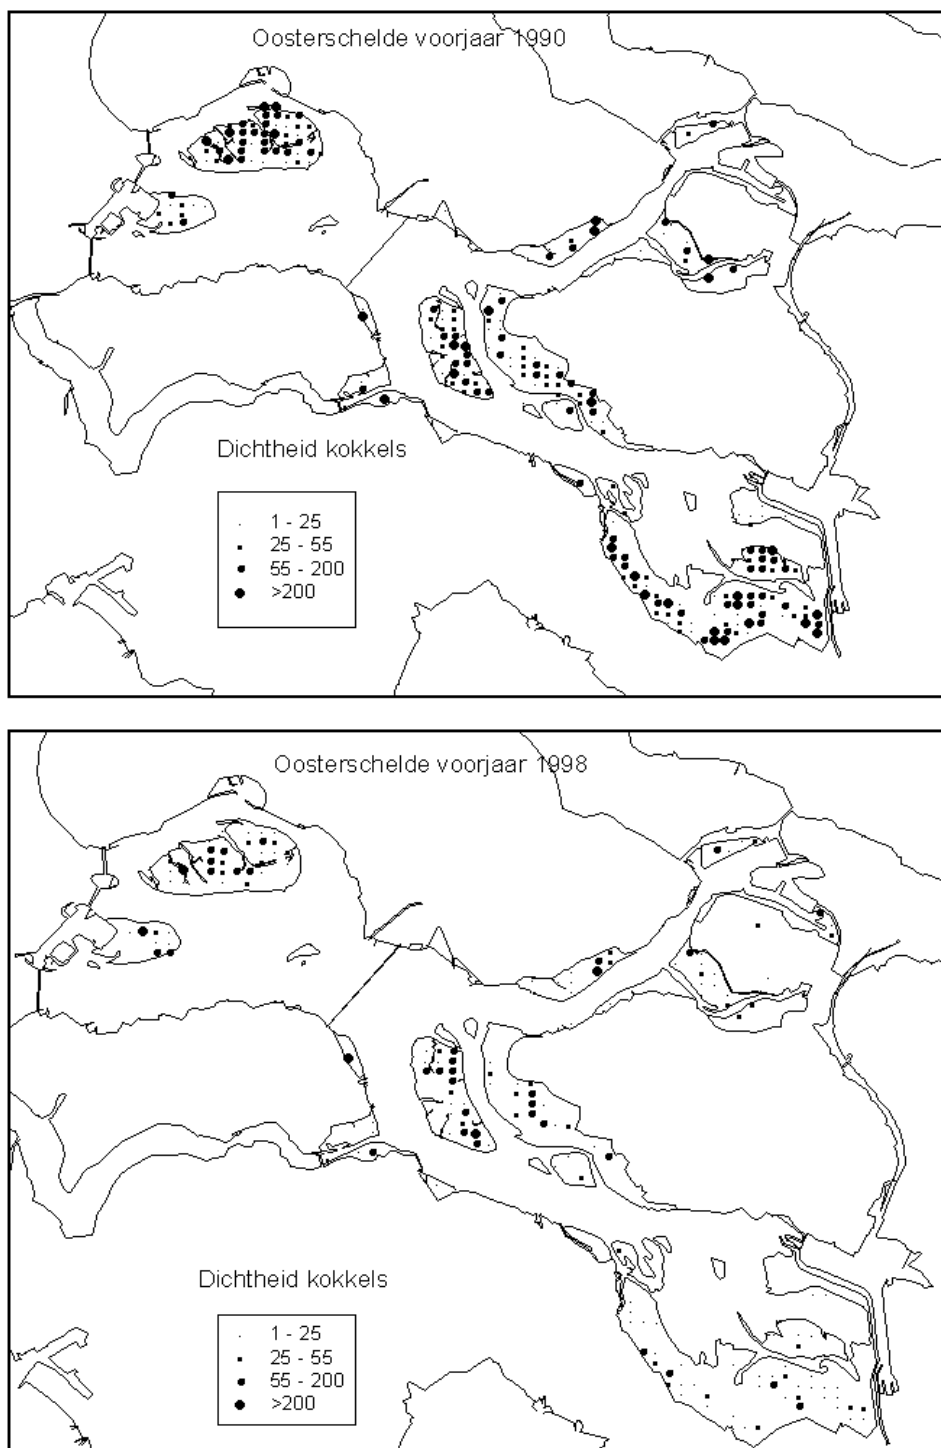 Oosterschelde voorjaar 1990
Dichtheid kokkels
1 - 25
25 - 55
55 - 200
>200
Oosterschelde voorjaar 1998
Dichtheid kokkels
1 - 25
25 - 55
55 - 200
>200